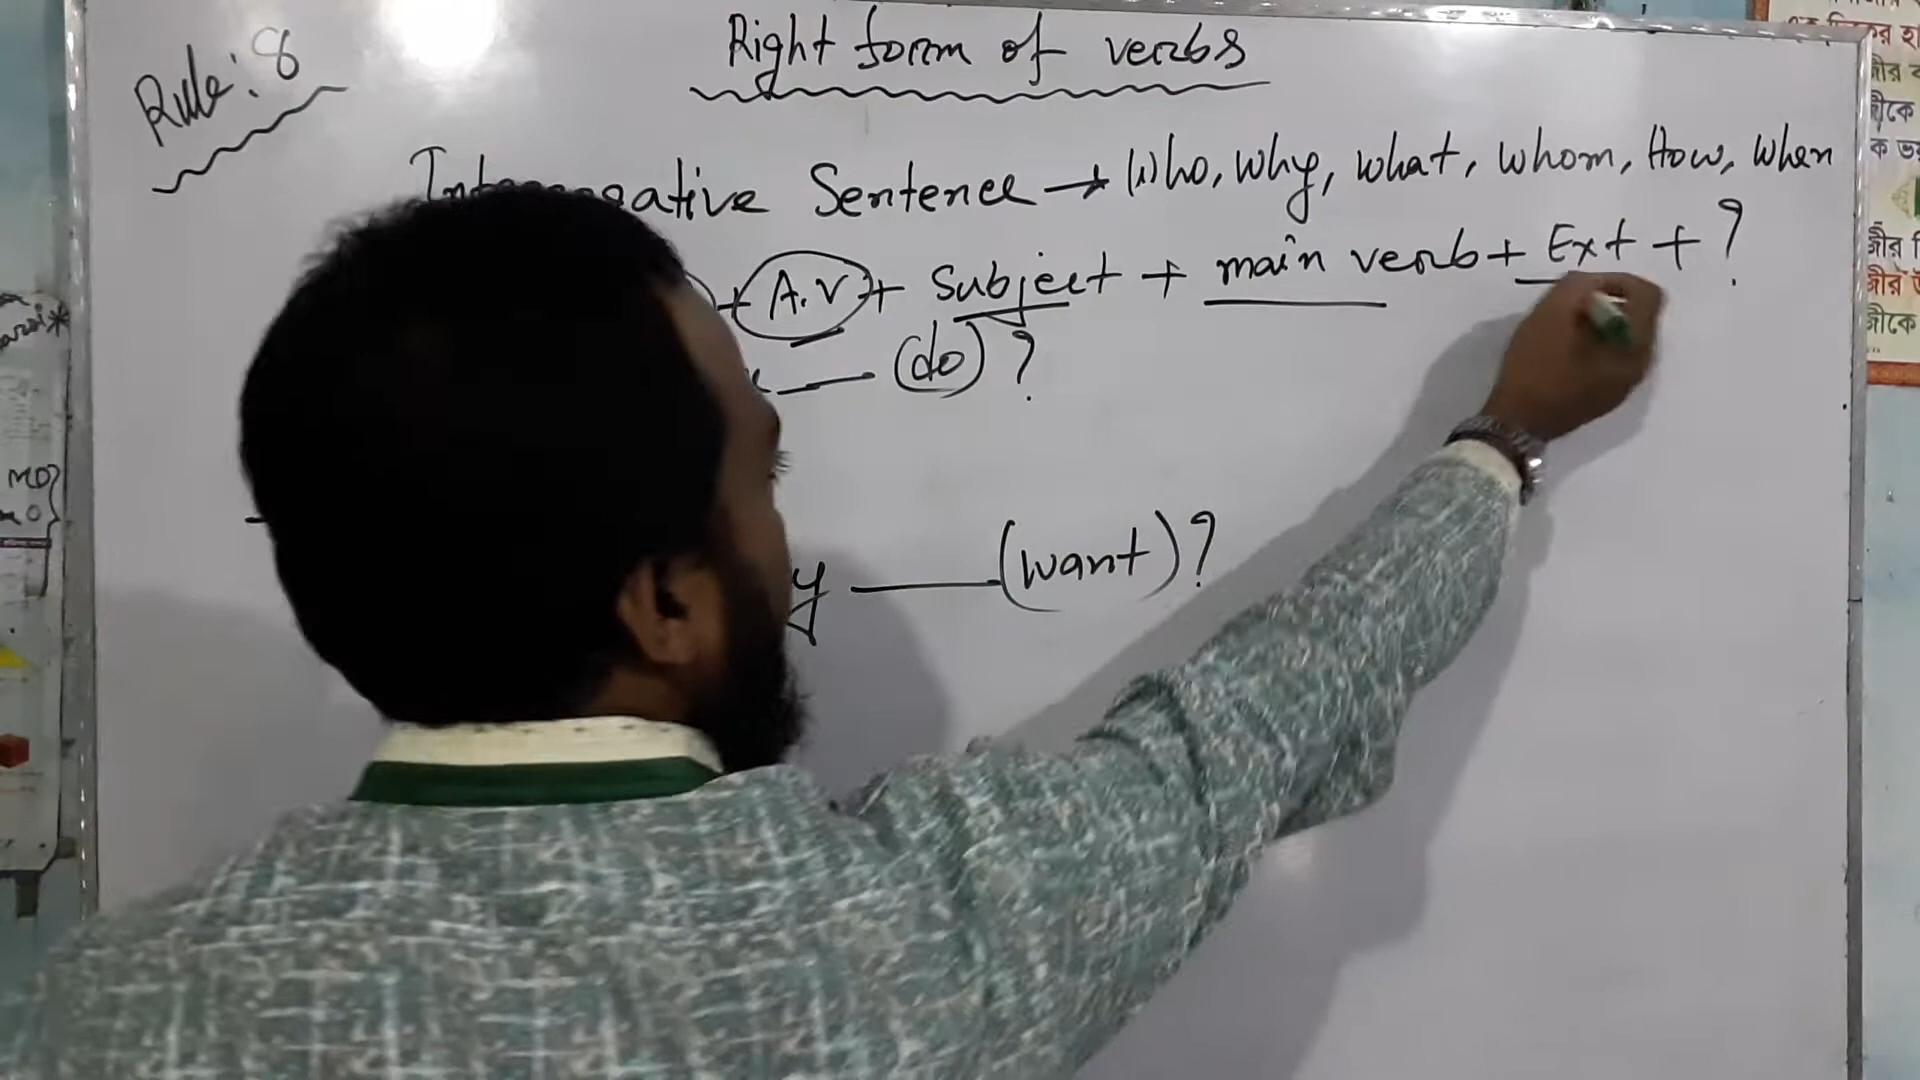 Rule: 8
Right form of verbs
Interrogative Sentence → Who, Why, what, whom, How, when
+ A.V + Subject + main verb + Ext + ?
(do) ?
y (want) ?
MO